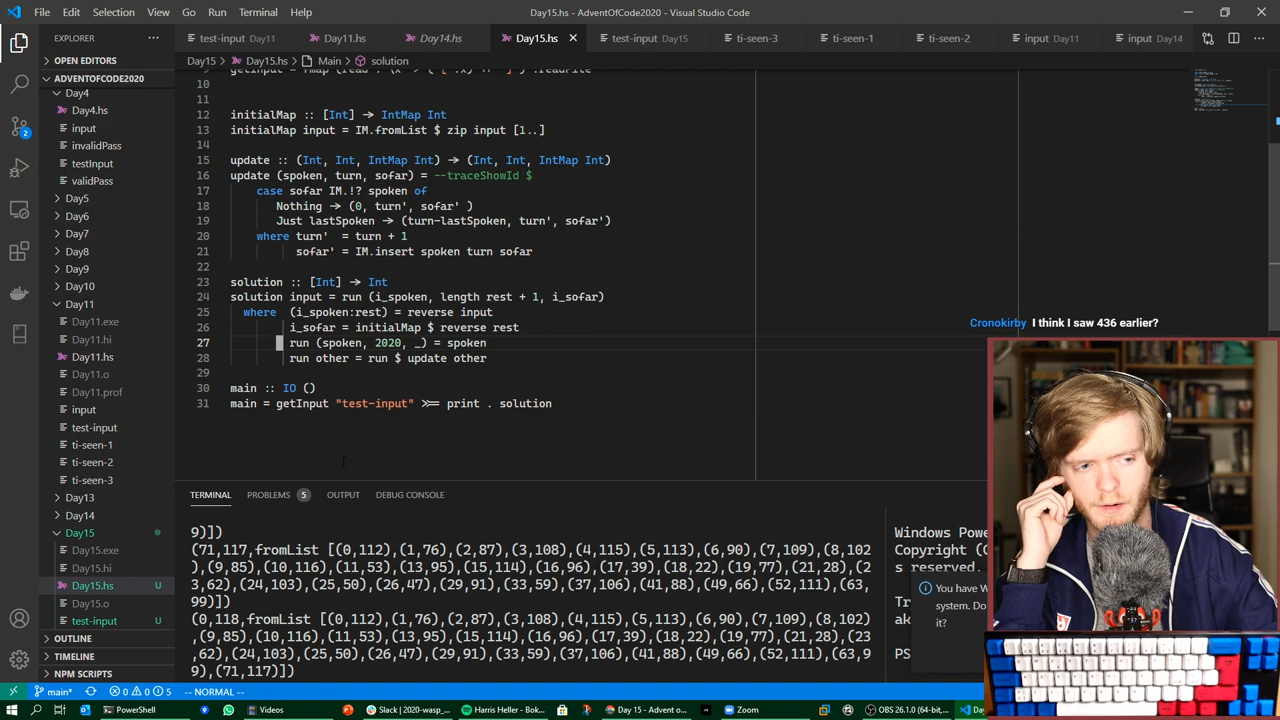 File Edit Selection View Go Run Terminal Help
Day15.hs - AdventOfCode2020 - Visual Studio Code
EXPLORER
test-input Day11 Day11.hs Day14.hs Day15.hs test-input Day15 ti-seen-3 ti-seen-1 ti-seen-2 input Day11 input Day14
OPEN EDITORS
ADVENTOFCODE2020
Day4
Day4.hs
input
invalidPass
testInput
validPass
Day5
Day6
Day7
Day8
Day9
Day10
Day11
Day11.exe
Day11.hi
Day11.hs
Day11.o
Day11.prof
input
test-input
ti-seen-1
ti-seen-2
ti-seen-3
Day13
Day14
Day15
Day15.exe
Day15.hi
Day15.hs U
Day15.o
test-input U
OUTLINE
TIMELINE
NPM SCRIPTS
Day15 > Day15.hs > Main > solution
10
11
12 initialMap :: [Int] → IntMap Int
13 initialMap input = IM.fromList $ zip input [1..]
14
15 update :: (Int, Int, IntMap Int) → (Int, Int, IntMap Int)
16 update (spoken, turn, sofar) = --traceShowId $
17 case sofar IM.!? spoken of
18 Nothing → (0, turn', sofar' )
19 Just lastSpoken → (turn-lastSpoken, turn', sofar')
20 where turn' = turn + 1
21 sofar' = IM.insert spoken turn sofar
22
23 solution :: [Int] → Int
24 solution input = run (i_spoken, length rest + 1, i_sofar)
25 where (i_spoken:rest) = reverse input
26 i_sofar = initialMap $ reverse rest
27 run (spoken, 2020, _) = spoken
28 run other = run $ update other
29
30 main :: IO ()
31 main = getInput "test-input" >>= print . solution
Cronokirby I think I saw 436 earlier?
TERMINAL PROBLEMS 5 OUTPUT DEBUG CONSOLE
9)])
(71,117,fromList [(0,112),(1,76),(2,87),(3,108),(4,115),(5,113),(6,90),(7,109),(8,102
),(9,85),(10,116),(11,53),(13,95),(15,114),(16,96),(17,39),(18,22),(19,77),(21,28),(2
3,62),(24,103),(25,50),(26,47),(29,91),(33,59),(37,106),(41,88),(49,66),(52,111),(63,
99)])
(0,118,fromList [(0,112),(1,76),(2,87),(3,108),(4,115),(5,113),(6,90),(7,109),(8,102)
,(9,85),(10,116),(11,53),(13,95),(15,114),(16,96),(17,39),(18,22),(19,77),(21,28),(23
,62),(24,103),(25,50),(26,47),(29,91),(33,59),(37,106),(41,88),(49,66),(52,111),(63,9
9),(71,117)])
Windows Pow
Copyright (C
s reserved.
Tr
ak
PS
You have W
system. Do
it?
main* 0 0 5 -- NORMAL --
PowerShell Videos Slack | 2020-wasp_... Harris Heller - Bok... Day 15 - Advent o... Zoom OBS 26.1.0 (64-bit,... Day